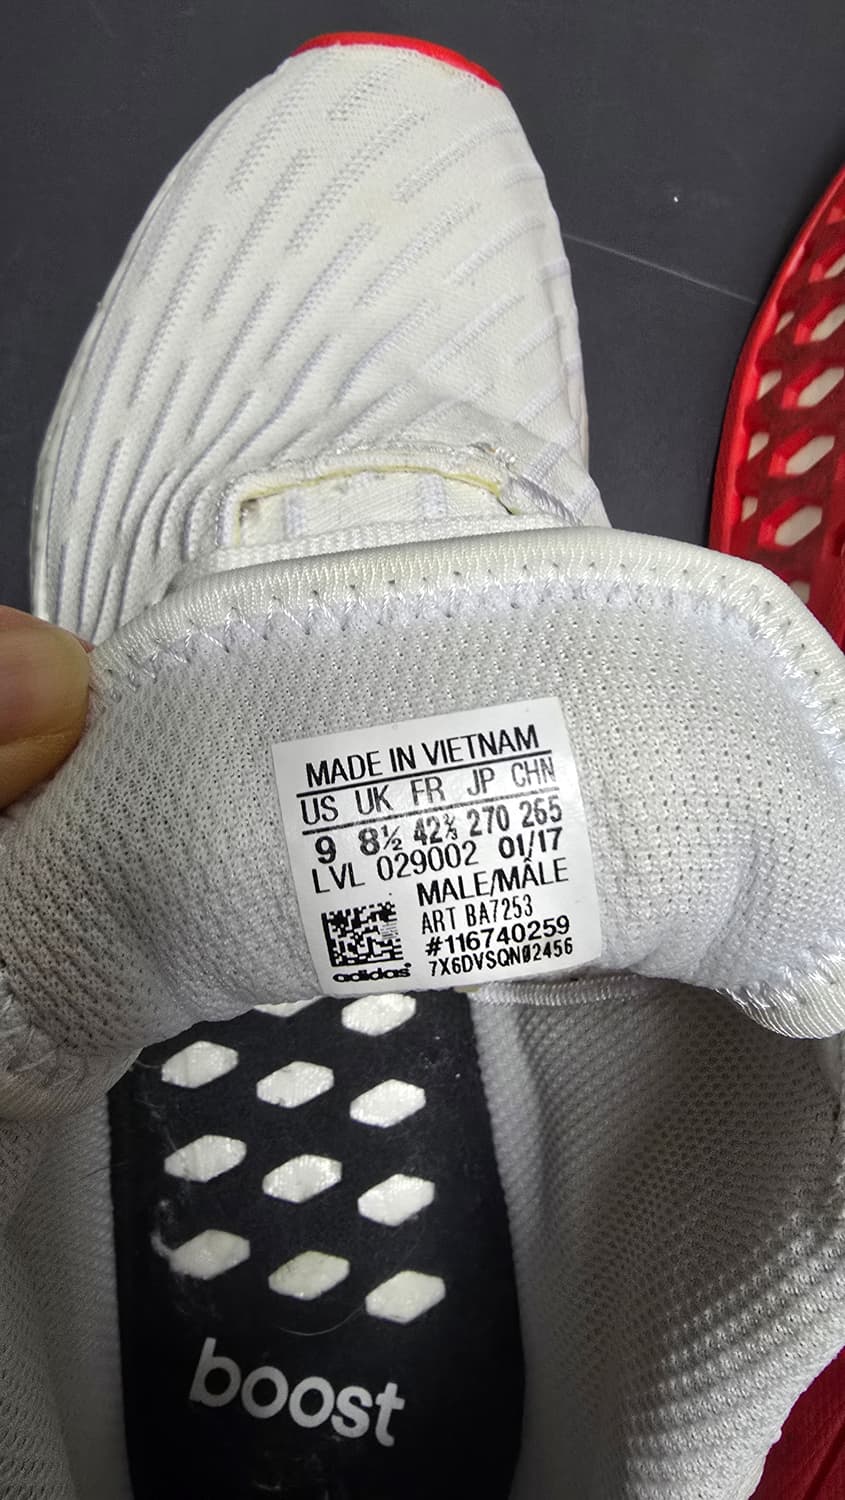 MADE IN VIETNAM
US UK FR JP CHN
9 8½ 42⅔ 270 265
LVL 029002 01/17
MALE/MÂLE
ART BA7253
#116740259
7X6DVSQN02456
adidas
boost